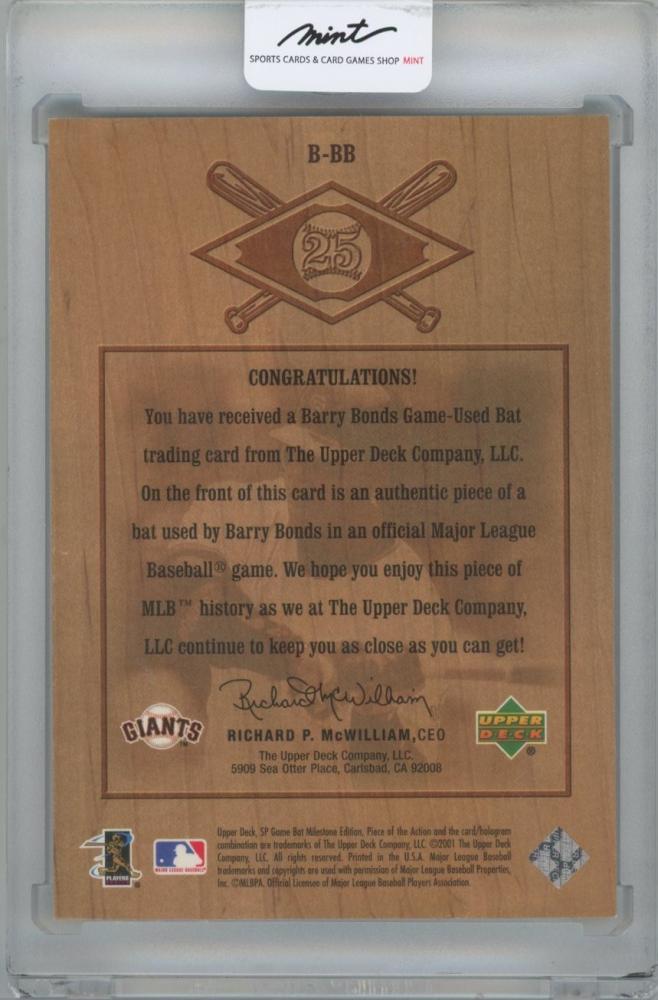 mint
SPORTS CARDS & CARD GAMES SHOP MINT
B-BB
25
CONGRATULATIONS!
You have received a Barry Bonds Game-Used Bat
trading card from The Upper Deck Company, LLC.
On the front of this card is an authentic piece of a
bat used by Barry Bonds in an official Major League
Baseball® game. We hope you enjoy this piece of
MLB™ history as we at The Upper Deck Company,
LLC continue to keep you as close as you can get!
Richard McWilliam
GIANTS™
RICHARD P. McWILLIAM, CEO
UPPER
DECK®
The Upper Deck Company, LLC.
5909 Sea Otter Place, Carlsbad, CA 92008
Upper Deck, SP Game Bat Milestone Edition, Piece of the Action and the card/hologram
combination are trademarks of The Upper Deck Company, LLC. ©2001 The Upper Deck
Company, LLC. All rights reserved. Printed in the U.S.A. Major League Baseball
trademarks and copyrights are used with permission of Major League Baseball Properties,
Inc. ©MLBPA. Official Licensee of Major League Baseball Players Association.
PLAYERS
MAJOR LEAGUE BASEBALL